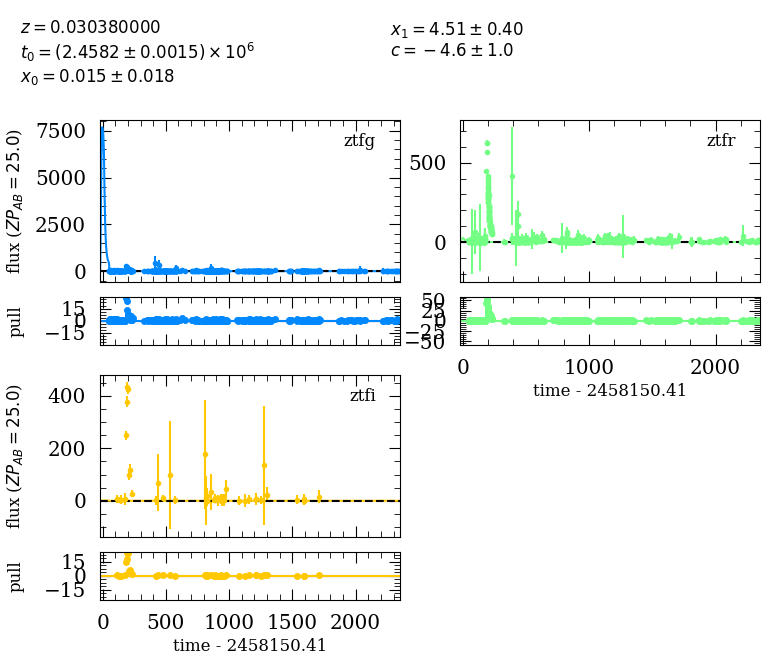 z = 0.030380000
t₀ = (2.4582 ± 0.0015) × 10⁶
x₀ = 0.015 ± 0.018
x₁ = 4.51 ± 0.40
c = −4.6 ± 1.0
flux (ZP_AB = 25.0)
7500
5000
2500
0
ztfg
500
0
ztfr
pull
15
0
−15
50
25
0
−25
−50
0
1000
2000
time - 2458150.41
flux (ZP_AB = 25.0)
400
200
0
ztfi
pull
15
0
−15
0
500
1000
1500
2000
time - 2458150.41